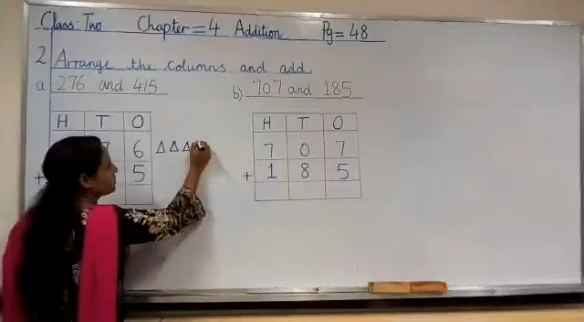 Class: Two Chapter = 4 Addition Pg = 48
2 Arrange the columns and add.
a 276 and 415 b) 707 and 185
H T O H T O
7 6 7 0 7
+ 5 + 1 8 5